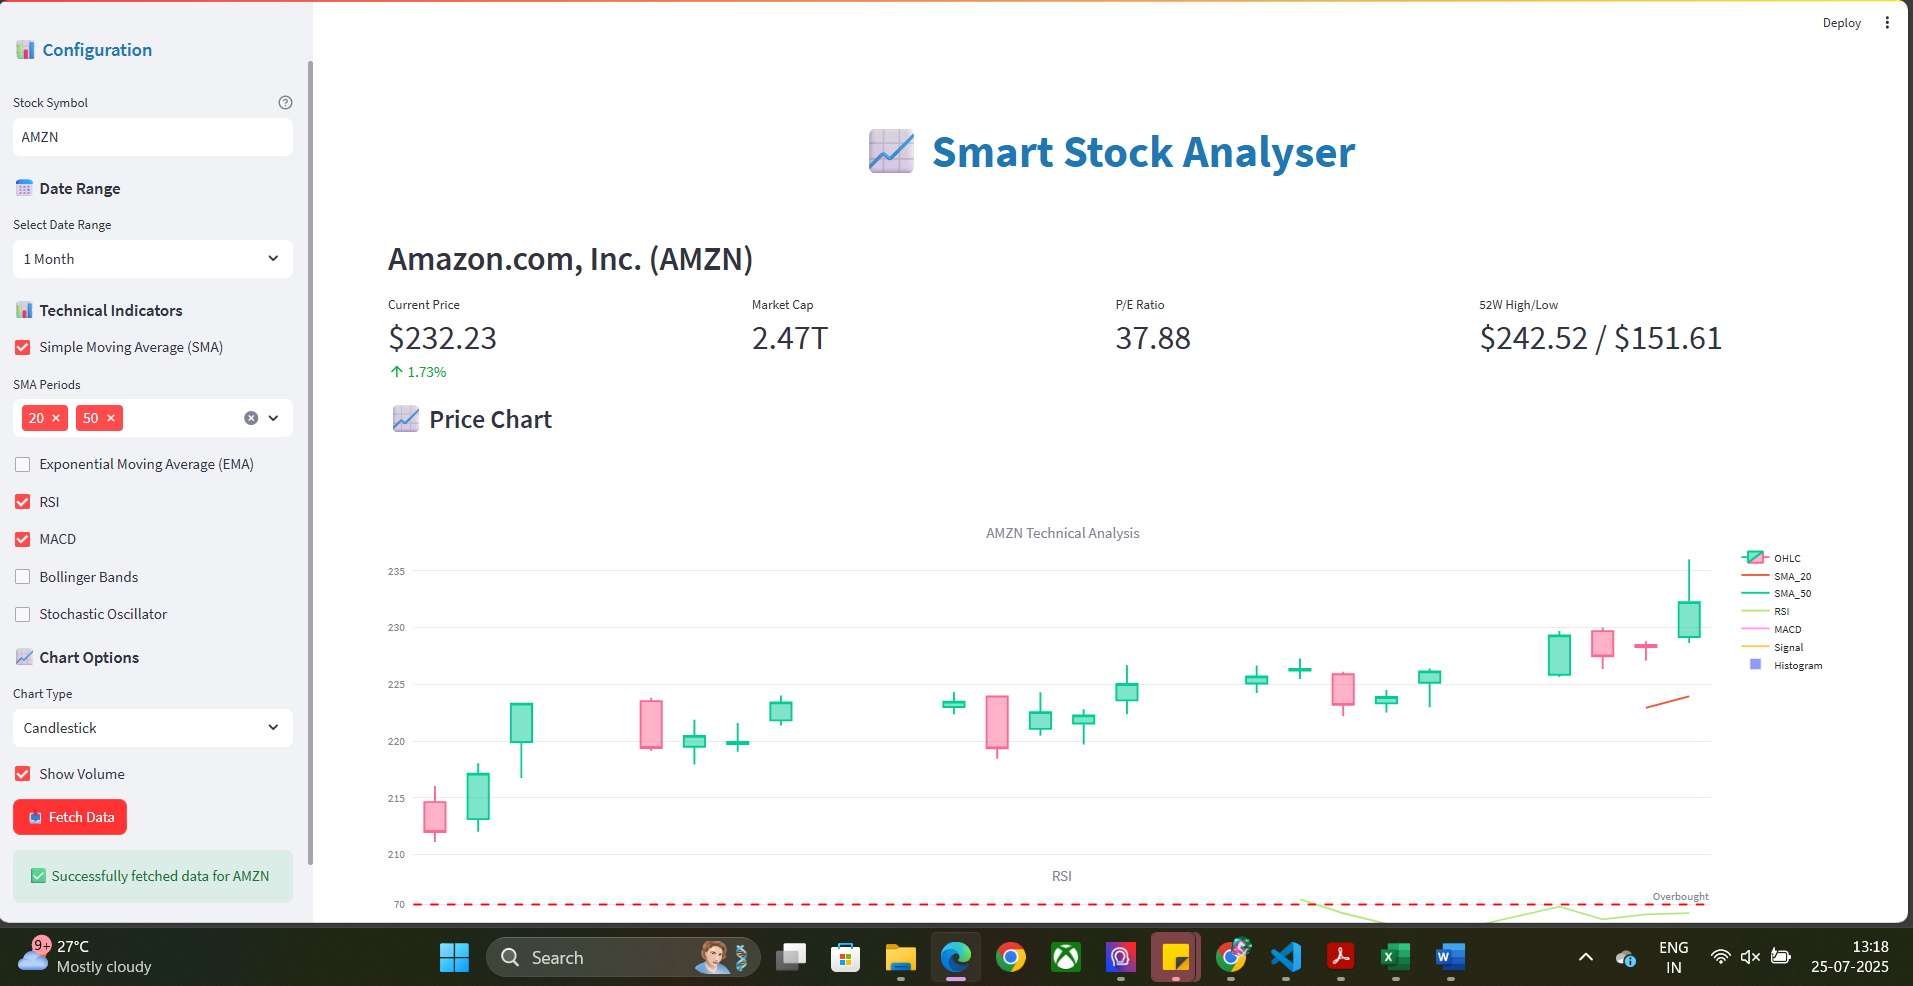 Deploy
Configuration
Stock Symbol
AMZN
Date Range
Select Date Range
1 Month
Technical Indicators
Simple Moving Average (SMA)
SMA Periods
20 × 50 ×
Exponential Moving Average (EMA)
RSI
MACD
Bollinger Bands
Stochastic Oscillator
Chart Options
Chart Type
Candlestick
Show Volume
Fetch Data
Successfully fetched data for AMZN
Smart Stock Analyser
Amazon.com, Inc. (AMZN)
Current Price
$232.23
↑ 1.73%
Market Cap
2.47T
P/E Ratio
37.88
52W High/Low
$242.52 / $151.61
Price Chart
AMZN Technical Analysis
235
230
225
220
215
210
OHLC
SMA_20
SMA_50
RSI
MACD
Signal
Histogram
RSI
70
Overbought
9+
27°C
Mostly cloudy
Search
ENG
IN
13:18
25-07-2025